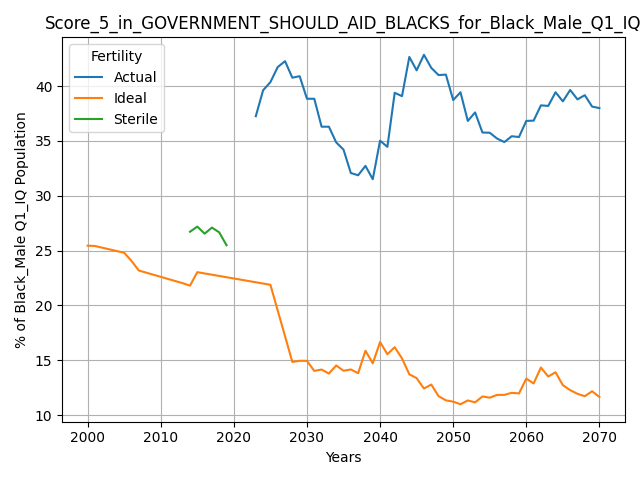 Score_5_in_GOVERNMENT_SHOULD_AID_BLACKS_for_Black_Male_Q1_IQ
Fertility
Actual
Ideal
Sterile
% of Black_Male Q1_IQ Population
40
35
30
25
20
15
10
2000 2010 2020 2030 2040 2050 2060 2070
Years